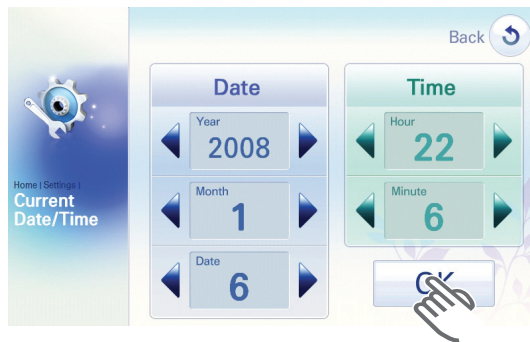 Back
Home | Settings |
Current
Date/Time
Date
Year
2008
Month
1
Date
6
Time
Hour
22
Minute
6
OK